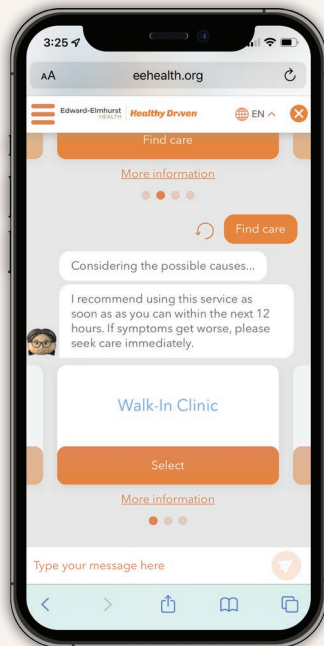 3:25
AA
eehealth.org
Edward-Elmhurst
HEALTH
Healthy Driven
EN
Find care
More information
Find care
Considering the possible causes...
I recommend using this service as
soon as as you can within the next 12
hours. If symptoms get worse, please
seek care immediately.
Walk-In Clinic
Select
More information
Type your message here